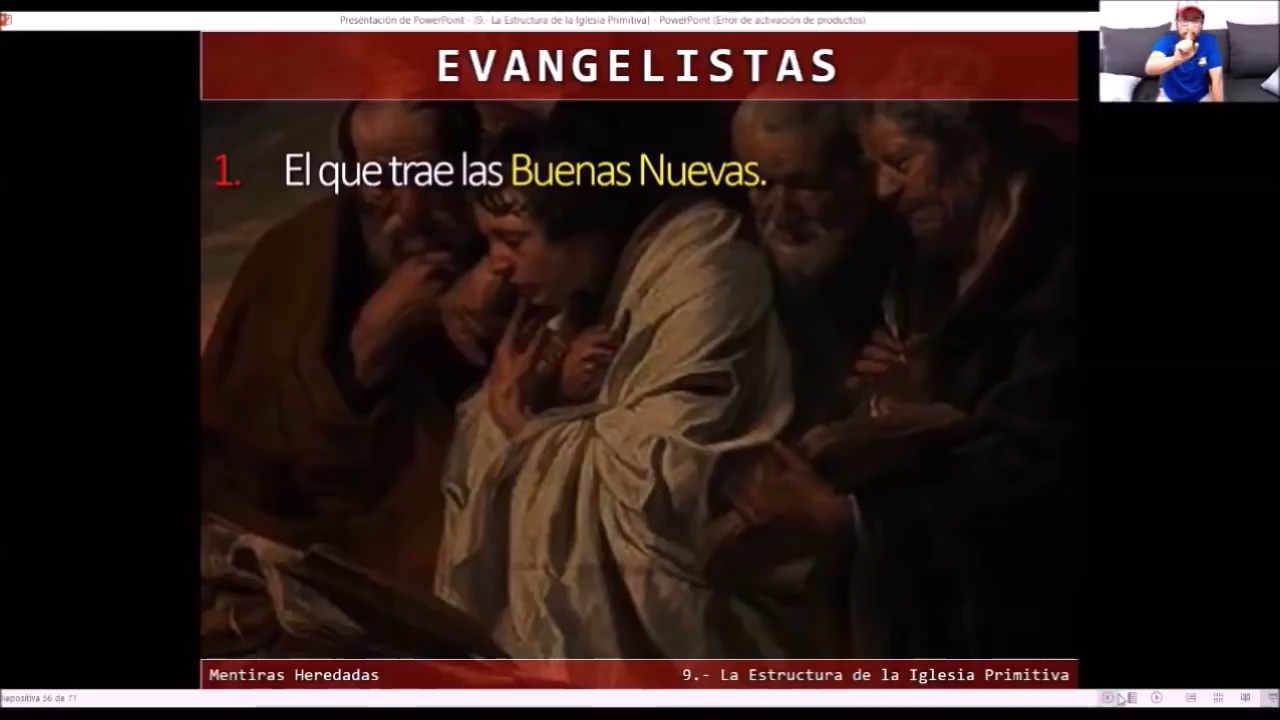 Presentación de PowerPoint - [9.- La Estructura de la Iglesia Primitiva] - PowerPoint (Error de activación de productos)
EVANGELISTAS
1. El que trae las Buenas Nuevas.
Mentiras Heredadas
9.- La Estructura de la Iglesia Primitiva
iapositiva 56 de 71